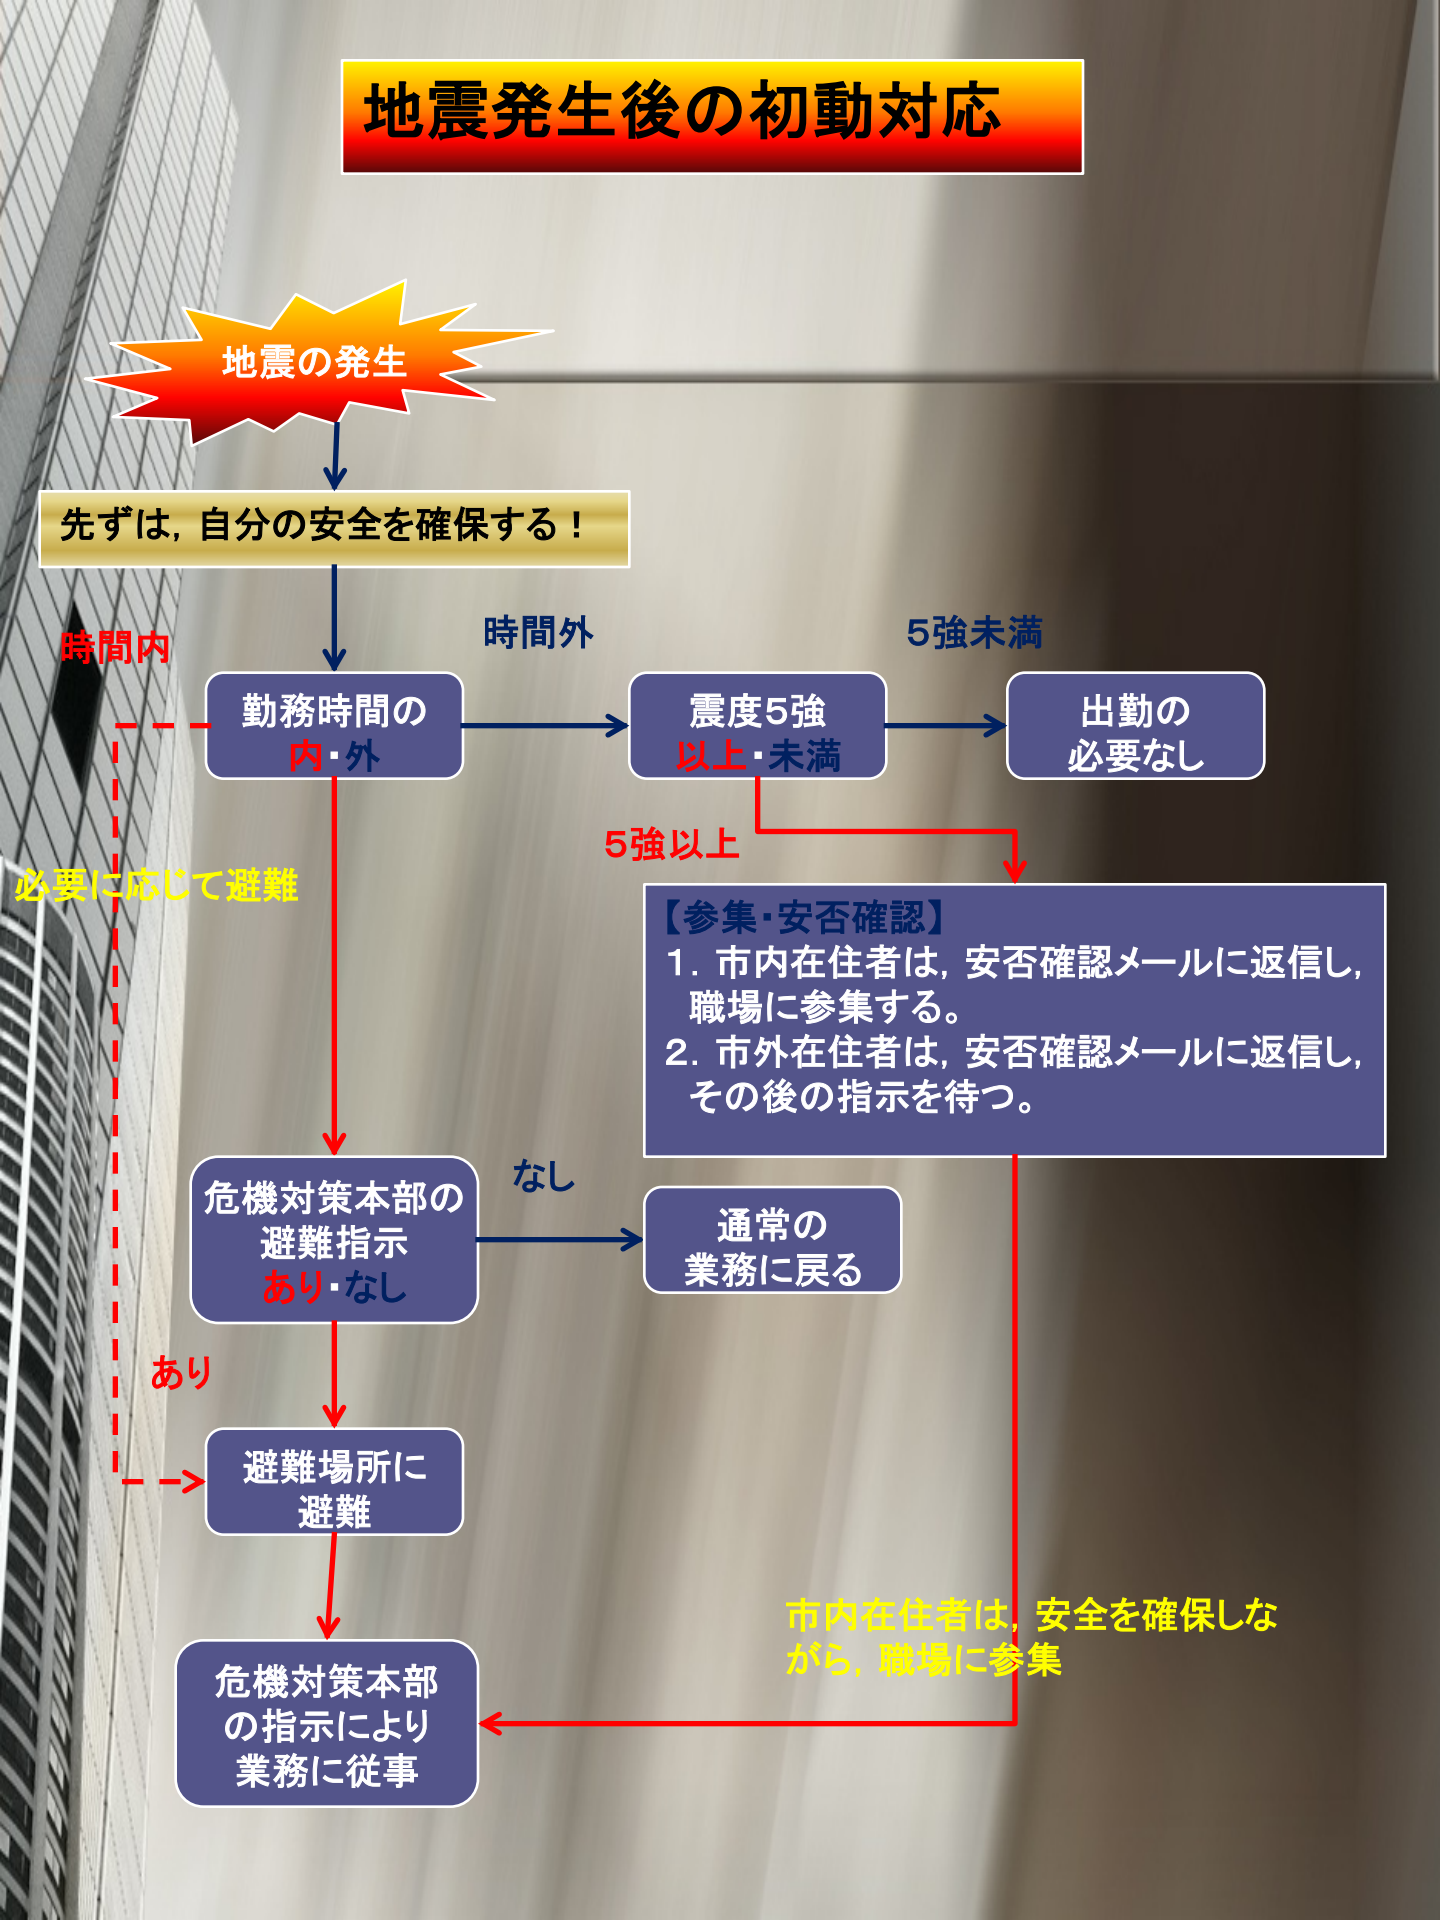 地震発生後の初動対応
地震の発生
先ずは，自分の安全を確保する！
時間内
時間外
５強未満
勤務時間の
内・外
震度５強
以上・未満
出勤の
必要なし
５強以上
必要に応じて避難
【参集・安否確認】
１．市内在住者は，安否確認メールに返信し，
職場に参集する。
２．市外在住者は，安否確認メールに返信し，
その後の指示を待つ。
危機対策本部の
避難指示
あり・なし
なし
通常の
業務に戻る
あり
避難場所に
避難
市内在住者は，安全を確保しな
がら，職場に参集
危機対策本部
の指示により
業務に従事